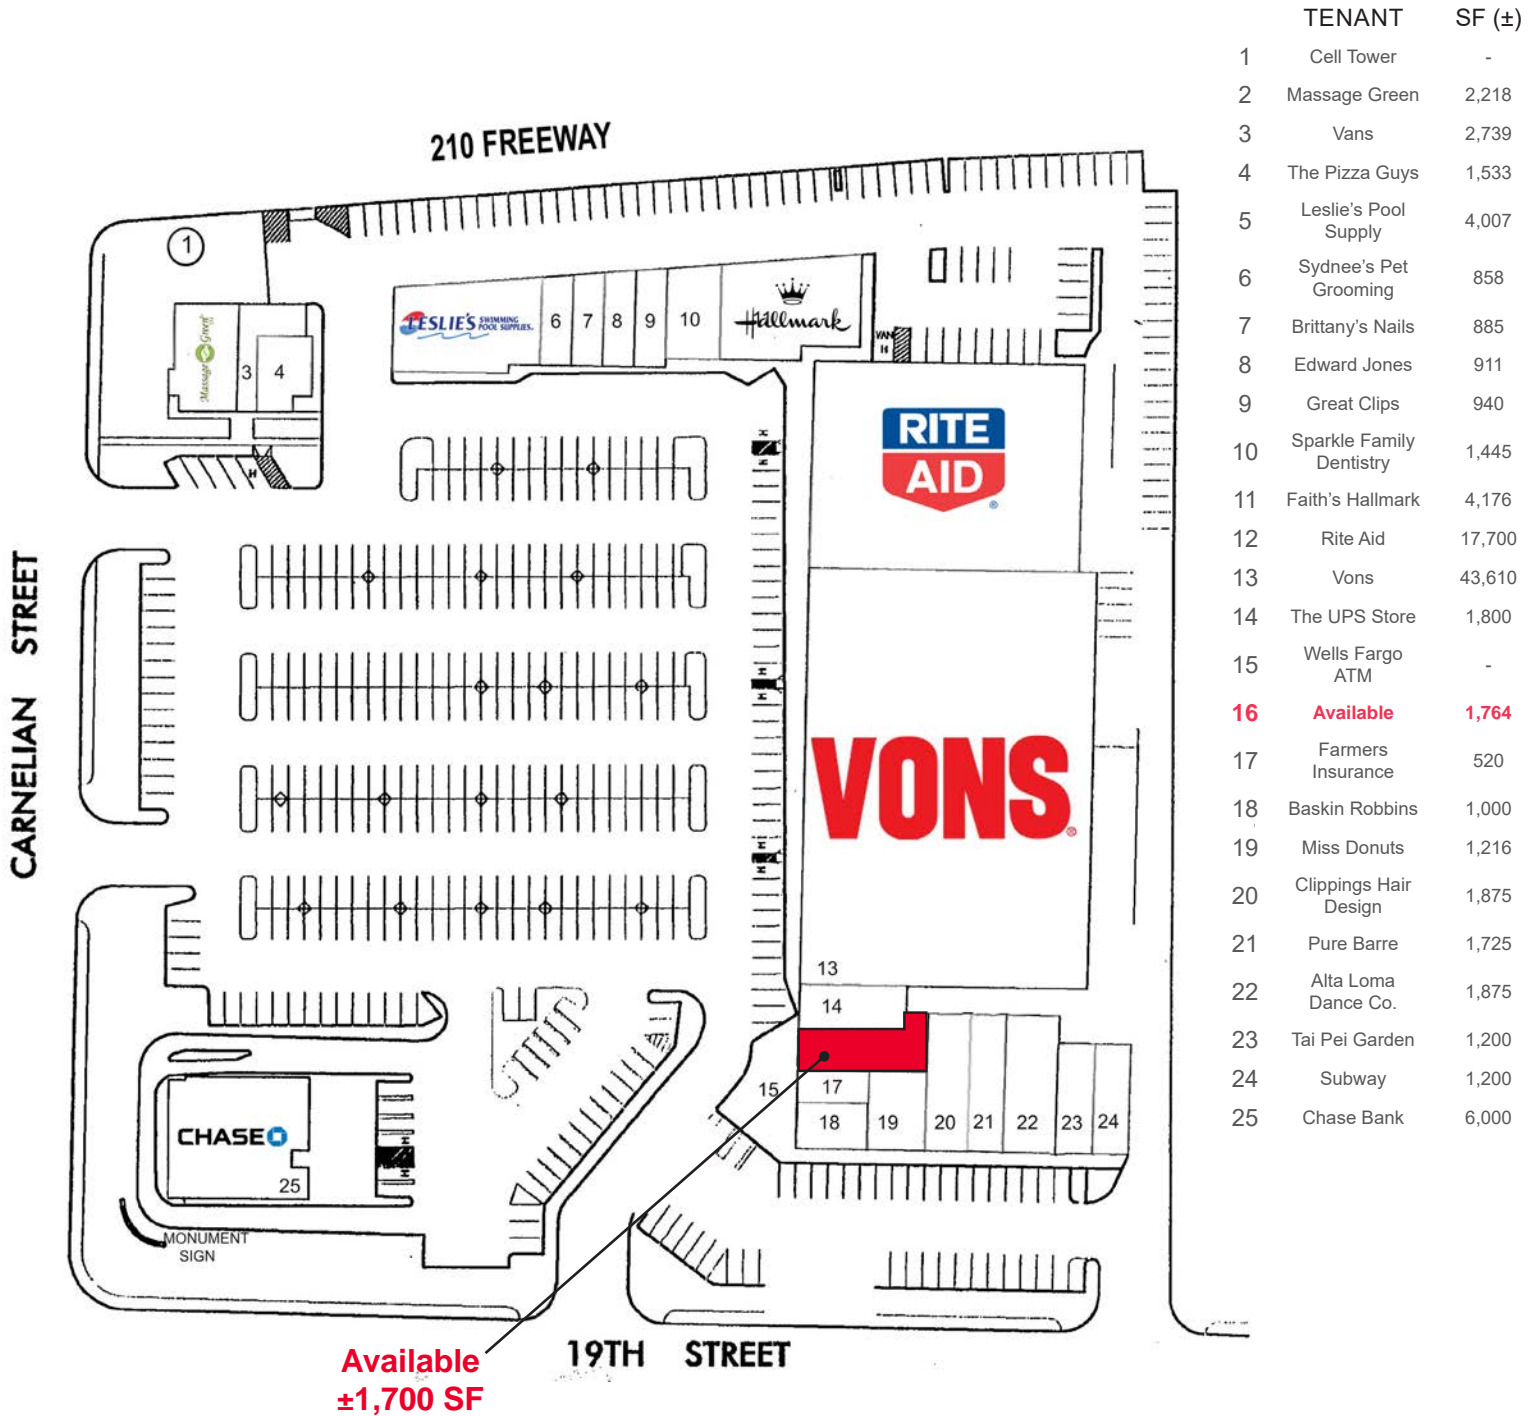 TENANT SF (±)
1 Cell Tower -
2 Massage Green 2,218
3 Vans 2,739
4 The Pizza Guys 1,533
5 Leslie’s Pool Supply 4,007
6 Sydnee’s Pet Grooming 858
7 Brittany’s Nails 885
8 Edward Jones 911
9 Great Clips 940
10 Sparkle Family Dentistry 1,445
11 Faith’s Hallmark 4,176
12 Rite Aid 17,700
13 Vons 43,610
14 The UPS Store 1,800
15 Wells Fargo ATM -
16 Available 1,764
17 Farmers Insurance 520
18 Baskin Robbins 1,000
19 Miss Donuts 1,216
20 Clippings Hair Design 1,875
21 Pure Barre 1,725
22 Alta Loma Dance Co. 1,875
23 Tai Pei Garden 1,200
24 Subway 1,200
25 Chase Bank 6,000
210 FREEWAY
1
Massage Green
3 4
H
LESLIE'S SWIMMING POOL SUPPLIES.
6 7 8 9 10
Hallmark
VAN
H
RITE
AID
®
H
H
CARNELIAN STREET
H
H
VONS®
H
H
13
14
15
17
18 19 20 21 22 23 24
CHASE
25
H
H
MONUMENT
SIGN
19TH STREET
Available
±1,700 SF